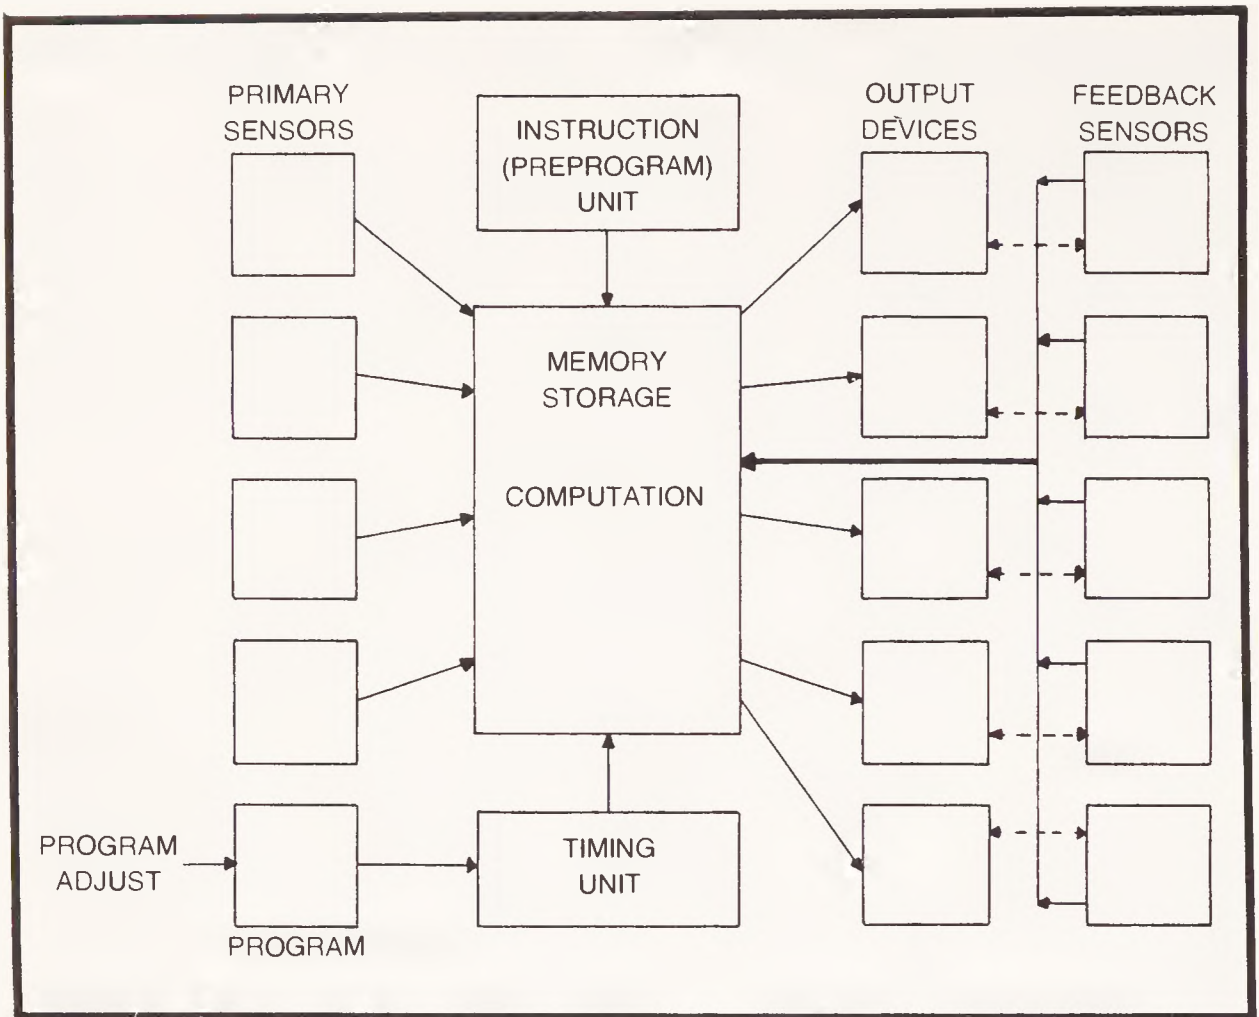 PRIMARY
SENSORS
INSTRUCTION
(PREPROGRAM)
UNIT
OUTPUT
DEVICES
FEEDBACK
SENSORS
MEMORY
STORAGE
COMPUTATION
PROGRAM
ADJUST
TIMING
UNIT
PROGRAM